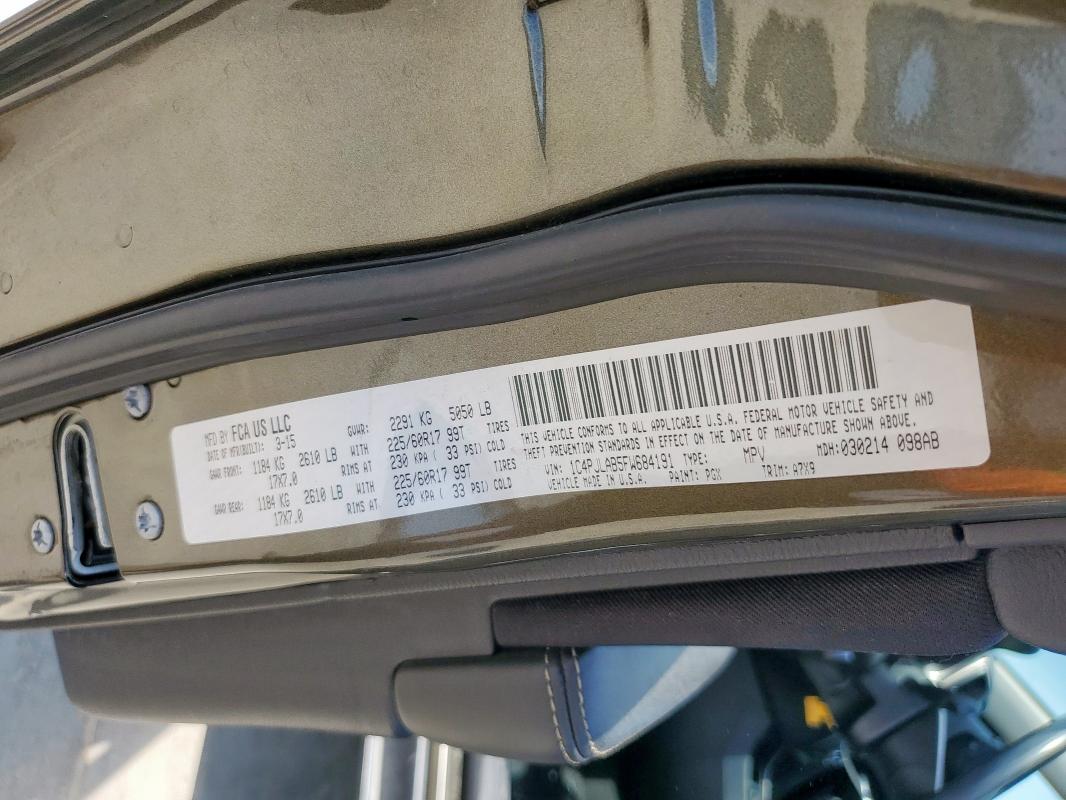 MFD BY FCA US LLC
DATE OF MFR(BUILT): 3-15 GVWR: 2291 KG 5050 LB
GAWR FRONT: 1184 KG 2610 LB WITH 225/60R17 99T TIRES
17X7.0 RIMS AT 230 KPA ( 33 PSI) COLD
GAWR REAR: 1184 KG 2610 LB WITH 225/60R17 99T TIRES
17X7.0 RIMS AT 230 KPA ( 33 PSI) COLD
THIS VEHICLE CONFORMS TO ALL APPLICABLE U.S.A. FEDERAL MOTOR VEHICLE SAFETY AND
THEFT PREVENTION STANDARDS IN EFFECT ON THE DATE OF MANUFACTURE SHOWN ABOVE.
VIN: 1C4PJLAB5FW684191 TYPE: MPV MDH: 030214 098AB
VEHICLE MADE IN U.S.A. PAINT: PGX TRIM: A7X9